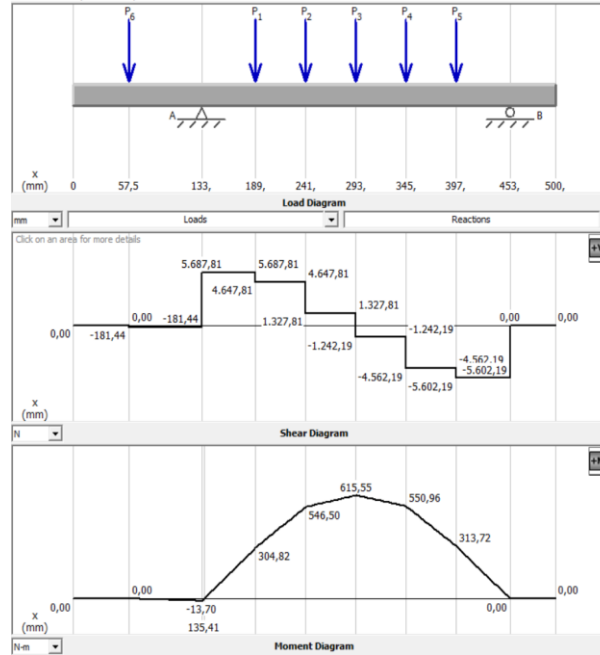 P6 P1 P2 P3 P4 P5
A B
x
(mm) 0 57,5 133, 189, 241, 293, 345, 397, 453, 500,
Load Diagram
mm Loads Reactions
Click on an area for more details
5.687,81 5.687,81
4.647,81
4.647,81
1.327,81
0,00 -181,44 0,00 -181,44 1.327,81 -1.242,19 0,00 0,00
-1.242,19
-4.562,19
-4.562,19
-5.602,19
-5.602,19
x
(mm)
N Shear Diagram
615,55
546,50 550,96
304,82 313,72
0,00 0,00 -13,70 0,00 0,00
135,41
x
(mm)
N-m Moment Diagram